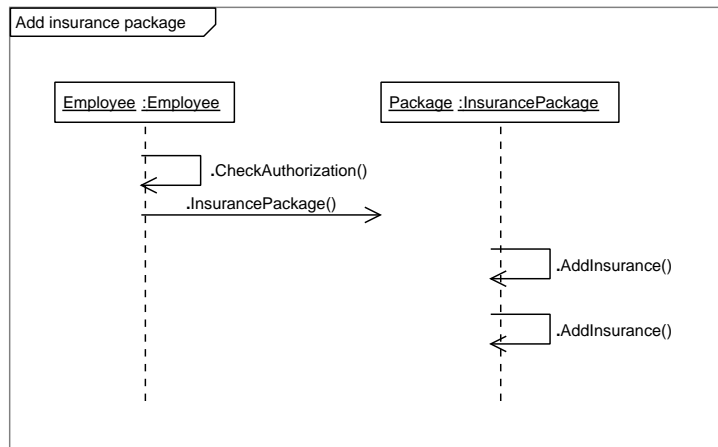 Add insurance package
Employee :Employee
Package :InsurancePackage
.CheckAuthorization()
.InsurancePackage()
.AddInsurance()
.AddInsurance()